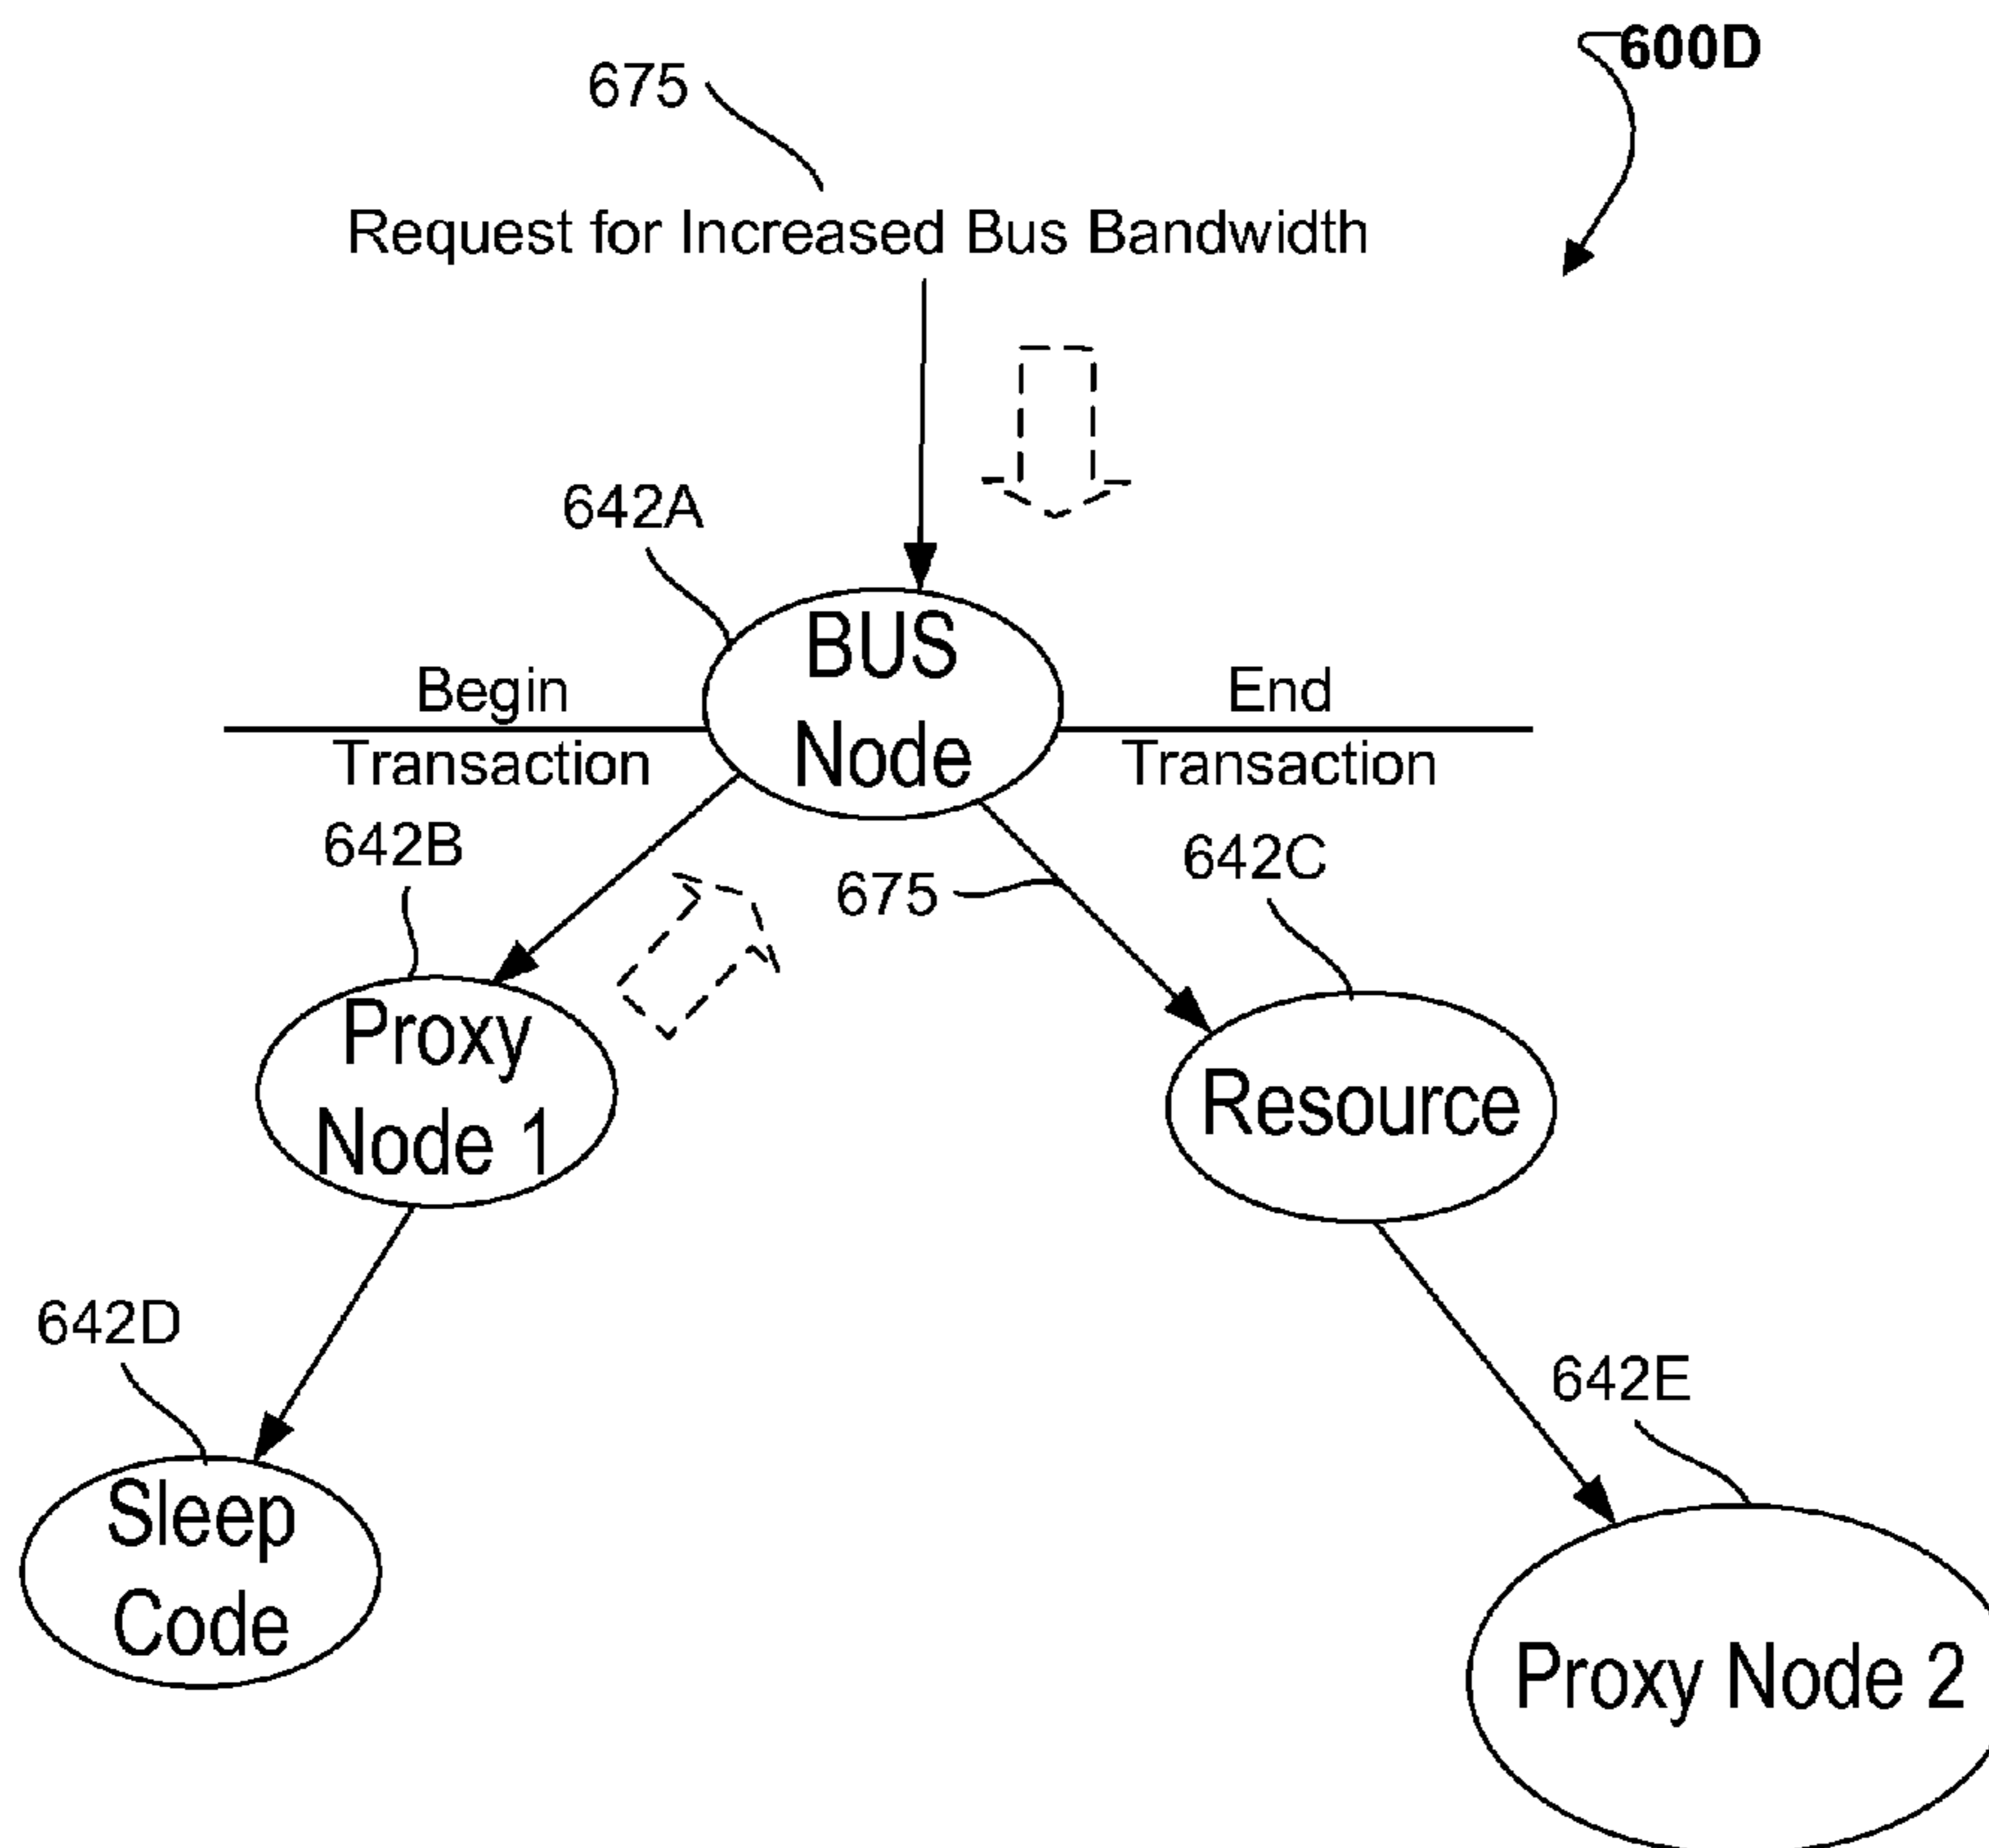 600D
675
Request for Increased Bus Bandwidth
642A
BUS
Node
Begin
Transaction
End
Transaction
642B
675
642C
Proxy
Node 1
Resource
642D
642E
Sleep
Code
Proxy Node 2